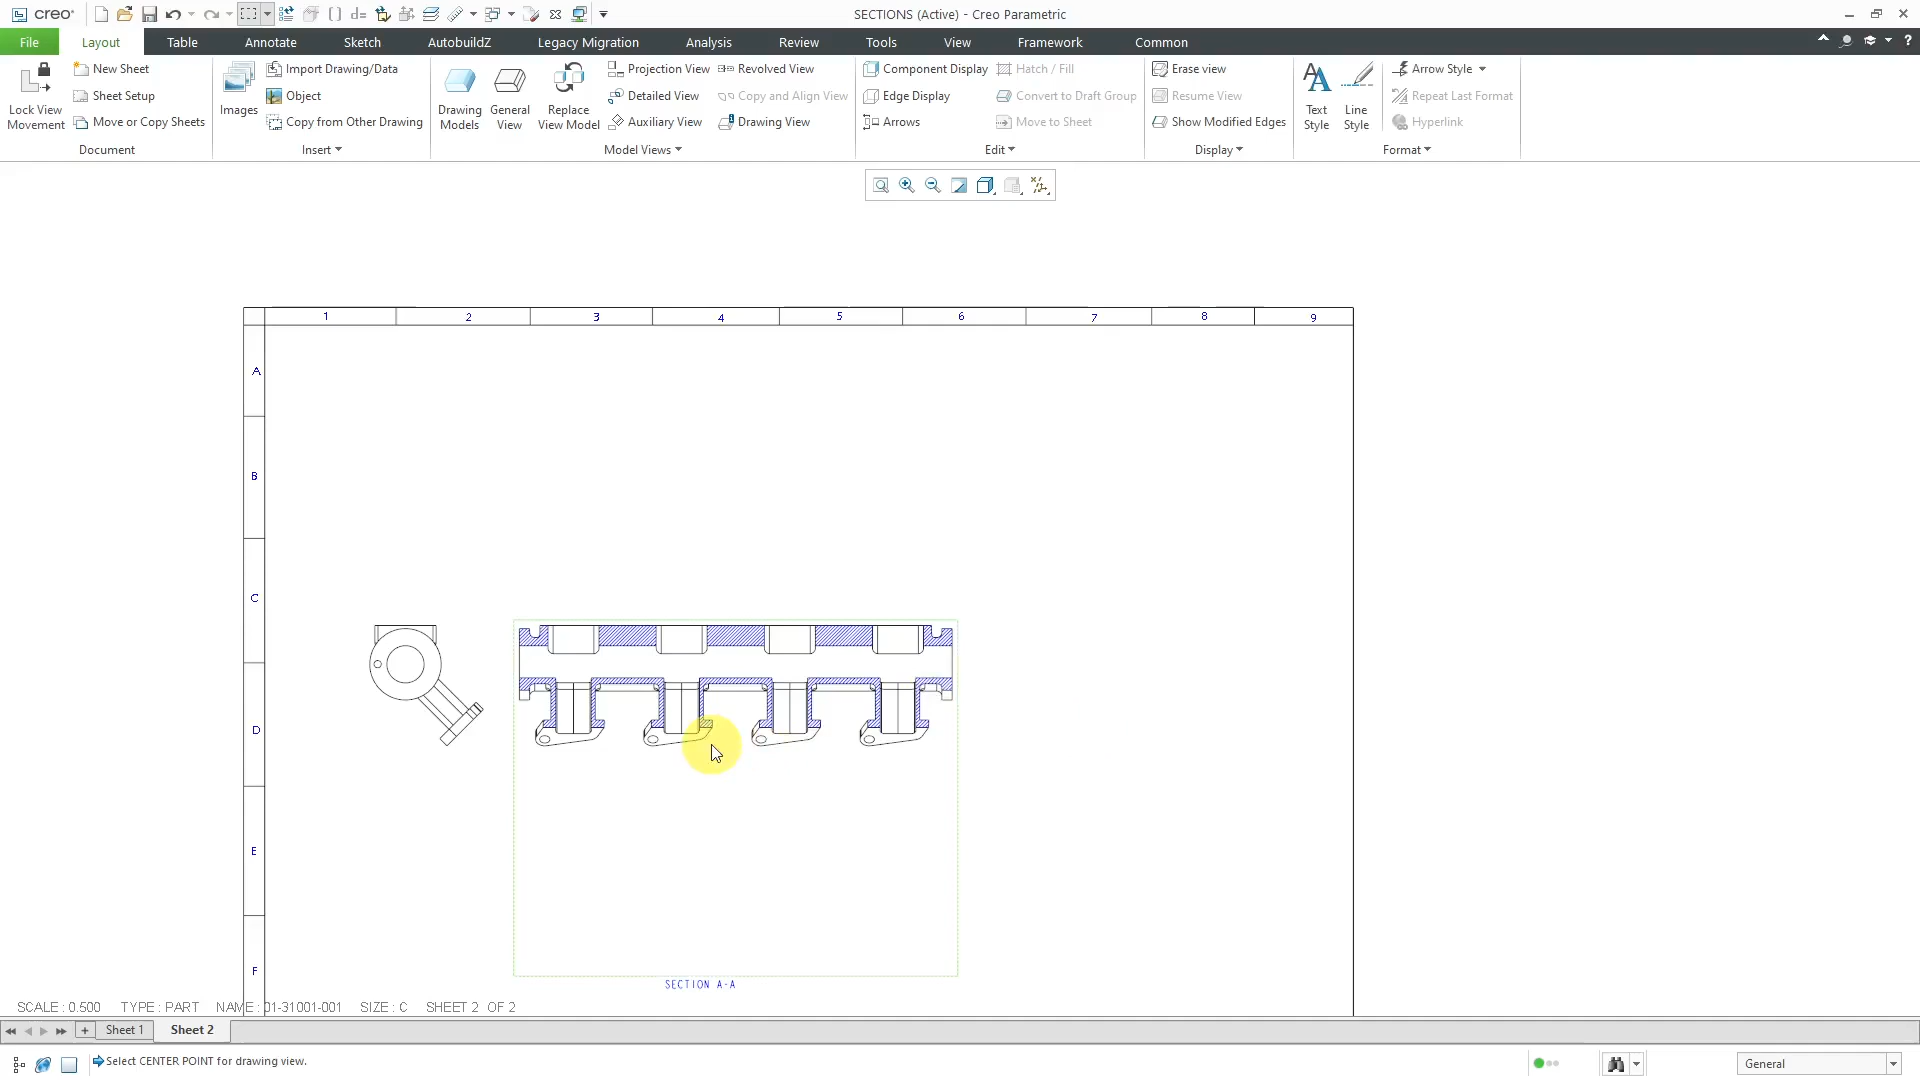 creo
SECTIONS (Active) - Creo Parametric
File Layout Table Annotate Sketch AutobuildZ Legacy Migration Analysis Review Tools View Framework Common
Lock View Movement
New Sheet
Sheet Setup
Move or Copy Sheets
Document
Images
Import Drawing/Data
Object
Copy from Other Drawing
Insert
Drawing Models
General View
Replace View Model
Projection View
Detailed View
Auxiliary View
Revolved View
Copy and Align View
Drawing View
Model Views
Component Display
Edge Display
Arrows
Hatch / Fill
Convert to Draft Group
Move to Sheet
Edit
Erase view
Resume View
Show Modified Edges
Display
Text Style
Line Style
Arrow Style
Repeat Last Format
Hyperlink
Format
1 2 3 4 5 6 7 8 9
A
B
C
D
E
F
SECTION A-A
SCALE : 0.500 TYPE : PART NAME : 01-31001-001 SIZE : C SHEET 2 OF 2
Sheet 1 Sheet 2
Select CENTER POINT for drawing view.
General